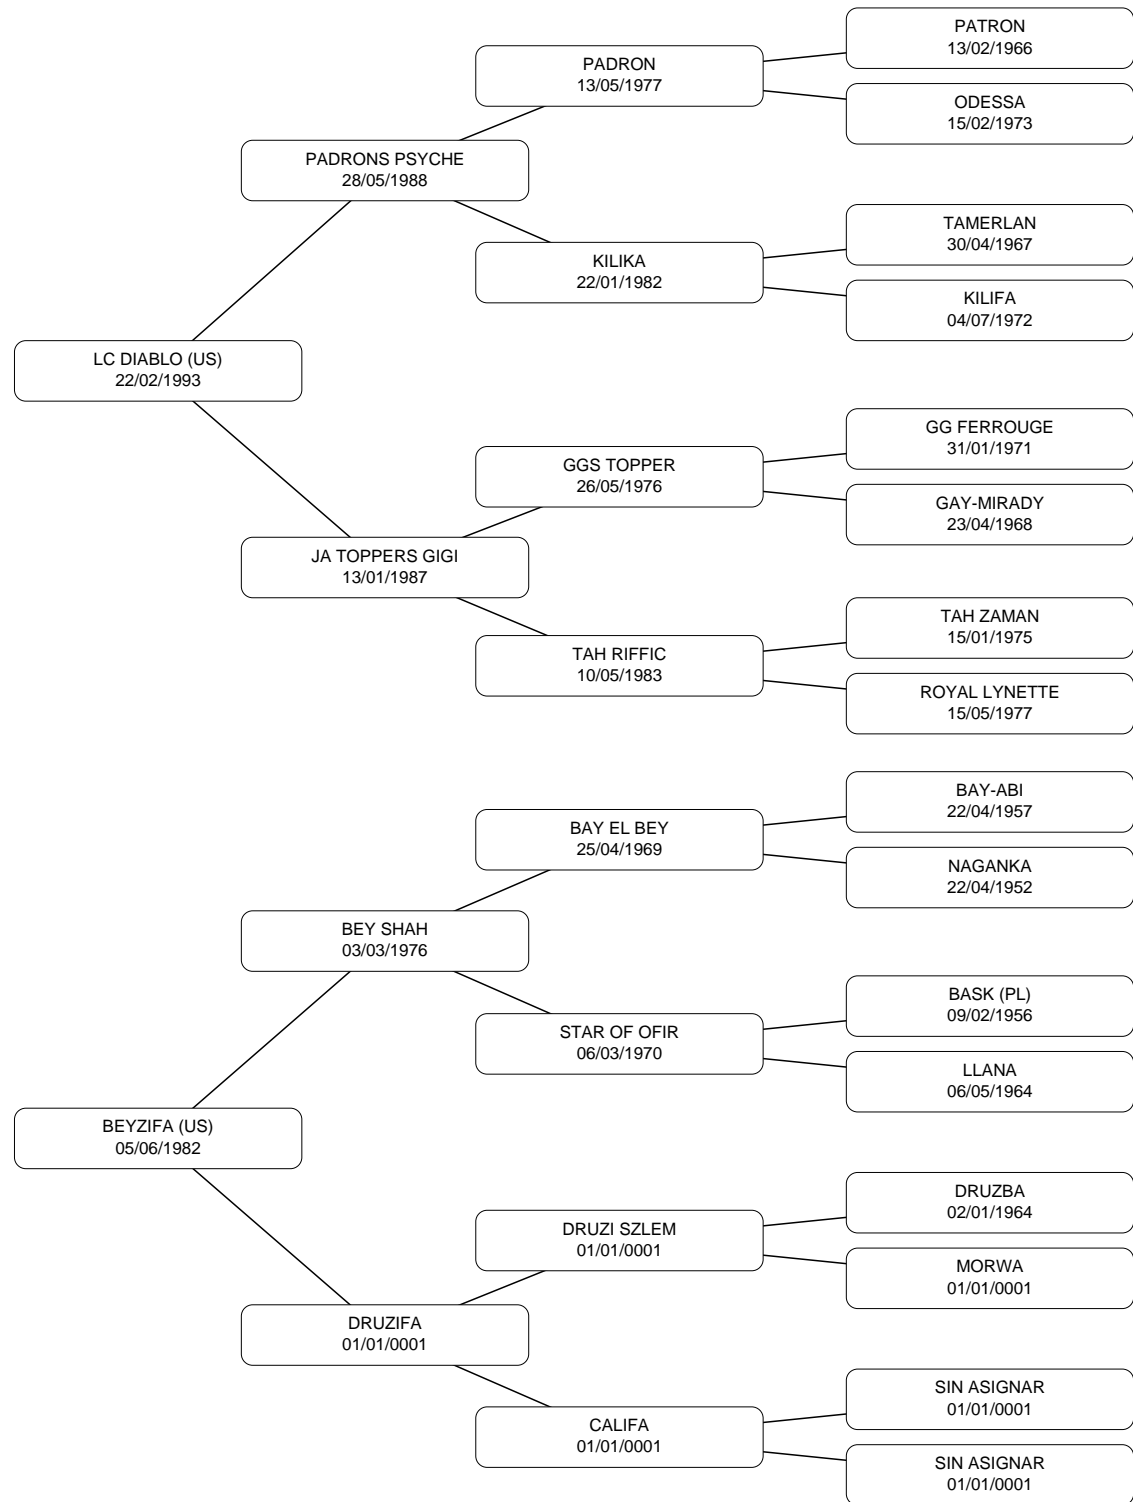 PATRON
13/02/1966
PADRON
13/05/1977
ODESSA
15/02/1973
PADRONS PSYCHE
28/05/1988
TAMERLAN
30/04/1967
KILIKA
22/01/1982
KILIFA
04/07/1972
LC DIABLO (US)
22/02/1993
GG FERROUGE
31/01/1971
GGS TOPPER
26/05/1976
GAY-MIRADY
23/04/1968
JA TOPPERS GIGI
13/01/1987
TAH ZAMAN
15/01/1975
TAH RIFFIC
10/05/1983
ROYAL LYNETTE
15/05/1977
BAY-ABI
22/04/1957
BAY EL BEY
25/04/1969
NAGANKA
22/04/1952
BEY SHAH
03/03/1976
BASK (PL)
09/02/1956
STAR OF OFIR
06/03/1970
LLANA
06/05/1964
BEYZIFA (US)
05/06/1982
DRUZBA
02/01/1964
DRUZI SZLEM
01/01/0001
MORWA
01/01/0001
DRUZIFA
01/01/0001
SIN ASIGNAR
01/01/0001
CALIFA
01/01/0001
SIN ASIGNAR
01/01/0001